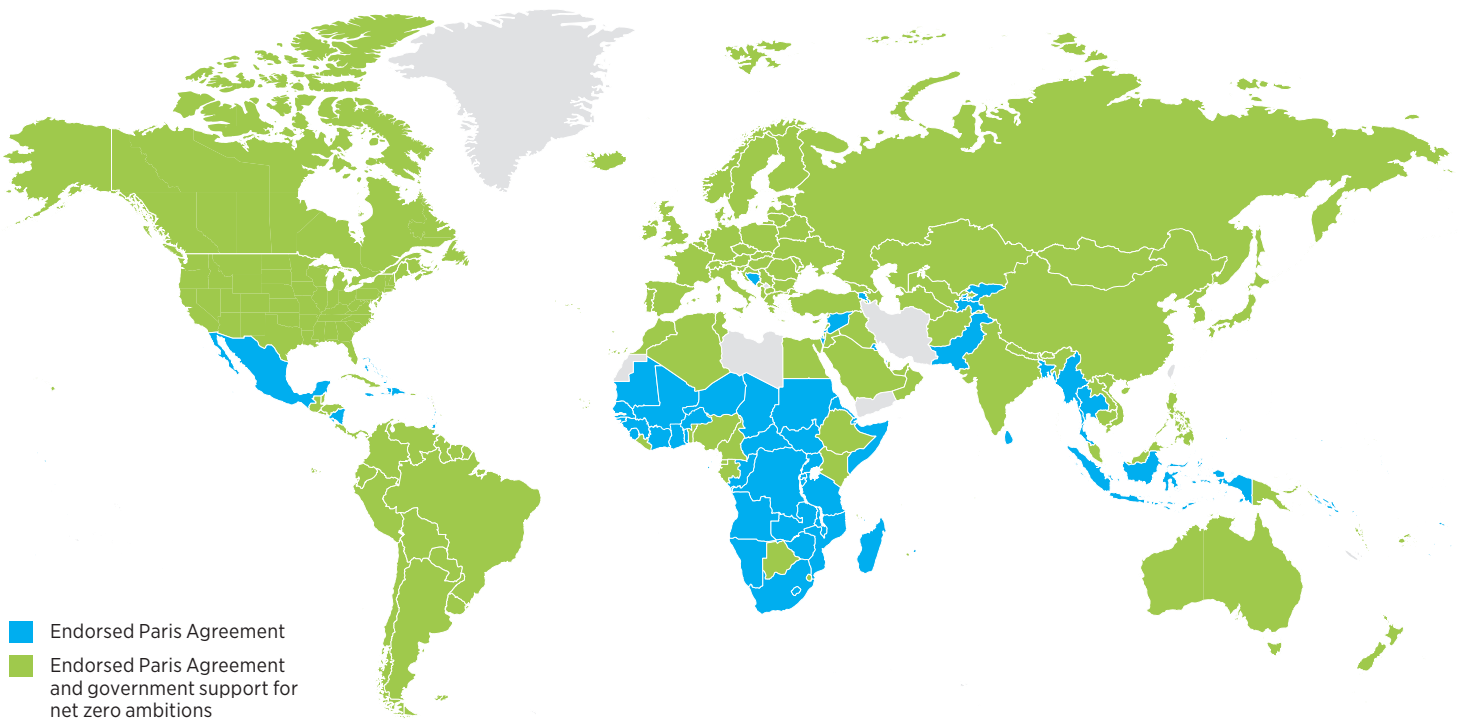 Endorsed Paris Agreement
Endorsed Paris Agreement
and government support for
net zero ambitions